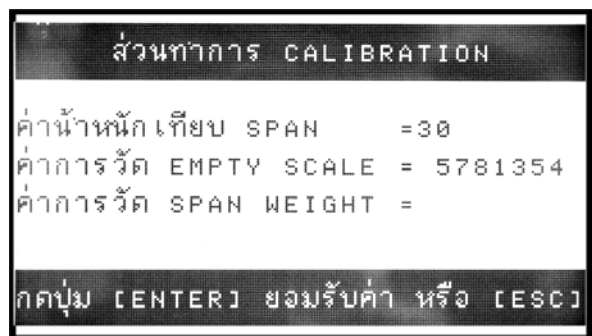 ส่วนทำการ CALIBRATION
ค่าน้ำหนักเทียบ SPAN =30
ค่าการวัด EMPTY SCALE = 5781354
ค่าการวัด SPAN WEIGHT =
กดปุ่ม [ENTER] ยอมรับค่า หรือ [ESC]